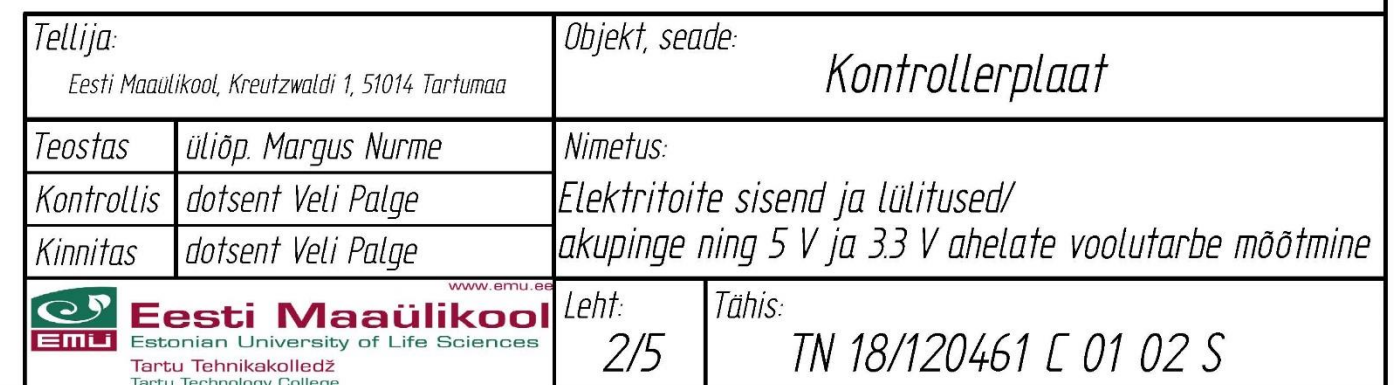 Tellija:
Eesti Maaülikool, Kreutzwaldi 1, 51014 Tartumaa
Objekt, seade:
Kontrollerplaat
Teostas
üliõp. Margus Nurme
Kontrollis
dotsent Veli Palge
Kinnitas
dotsent Veli Palge
Nimetus:
Elektritoite sisend ja lülitused/
akupinge ning 5 V ja 3.3 V ahelate voolutarbe mõõtmine
www.emu.ee
EMÜ
Eesti Maaülikool
Estonian University of Life Sciences
Tartu Tehnikakolledž
Tartu Technology College
Leht:
2/5
Tähis:
TN 18/120461 C 01 02 S